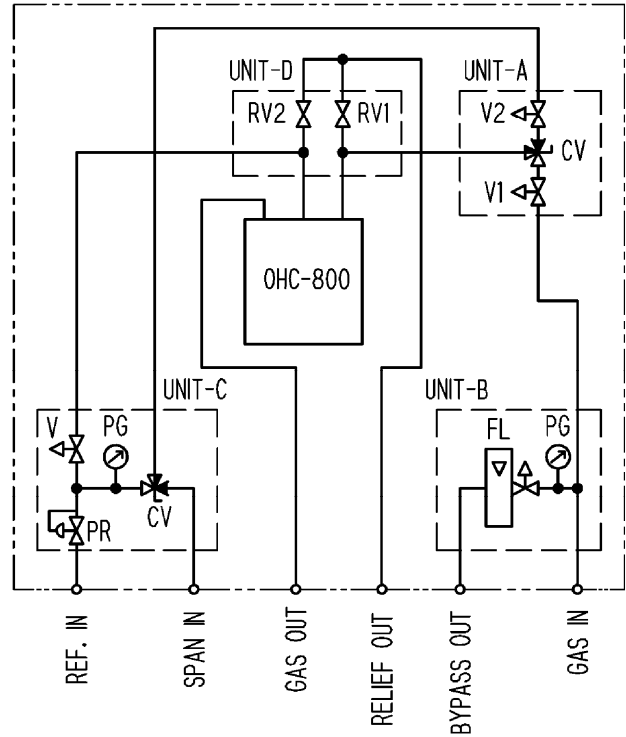 UNIT-D
UNIT-A
RV2
RV1
V2
CV
V1
OHC-800
UNIT-C
UNIT-B
V
PG
FL
PG
CV
PR
REF. IN
SPAN IN
GAS OUT
RELIEF OUT
BYPASS OUT
GAS IN